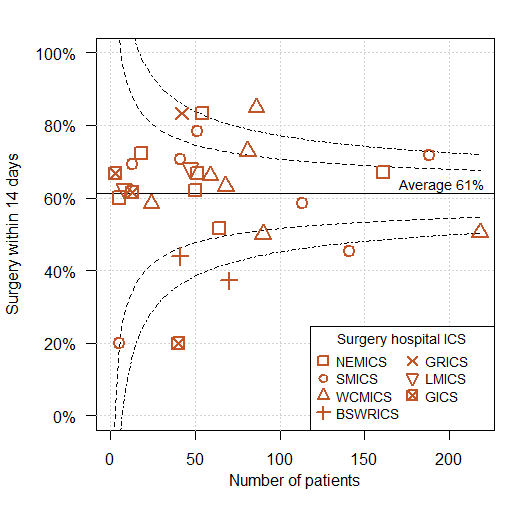 100%
80%
60%
40%
20%
0%
Surgery within 14 days
Average 61%
Surgery hospital ICS
NEMICS
GRICS
SMICS
LMICS
WCMICS
GICS
BSWRICS
0
50
100
150
200
Number of patients